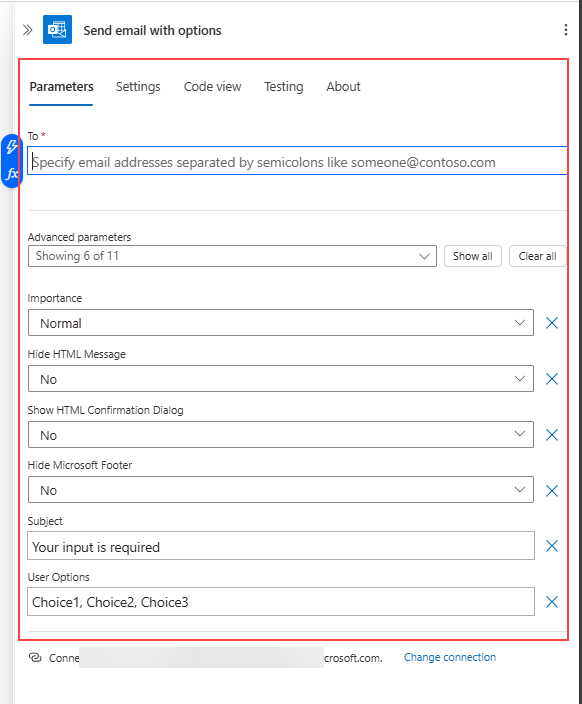 Send email with options
Parameters Settings Code view Testing About
To *
fx
Specify email addresses separated by semicolons like someone@contoso.com
Advanced parameters
Showing 6 of 11 Show all Clear all
Importance
Normal
Hide HTML Message
No
Show HTML Confirmation Dialog
No
Hide Microsoft Footer
No
Subject
Your input is required
User Options
Choice1, Choice2, Choice3
Conne crosoft.com. Change connection